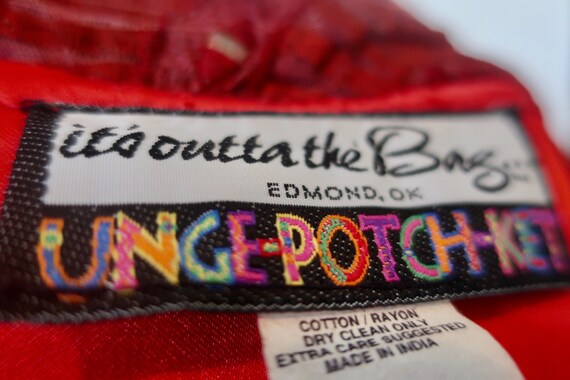 it's outta the Bag...
EDMOND, OK
UNGE-POTCH-KET
COTTON / RAYON
DRY CLEAN ONLY
EXTRA CARE SUGGESTED
MADE IN INDIA